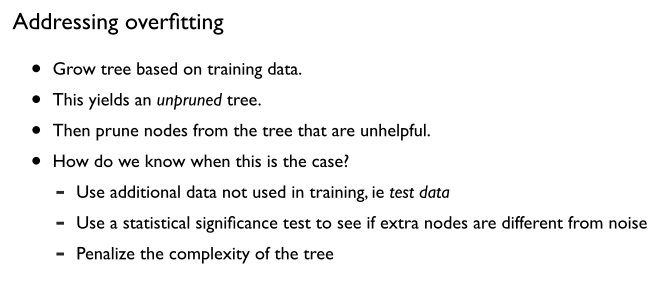 Addressing overfitting
• Grow tree based on training data.
• This yields an unpruned tree.
• Then prune nodes from the tree that are unhelpful.
• How do we know when this is the case?
- Use additional data not used in training, ie test data
- Use a statistical significance test to see if extra nodes are different from noise
- Penalize the complexity of the tree